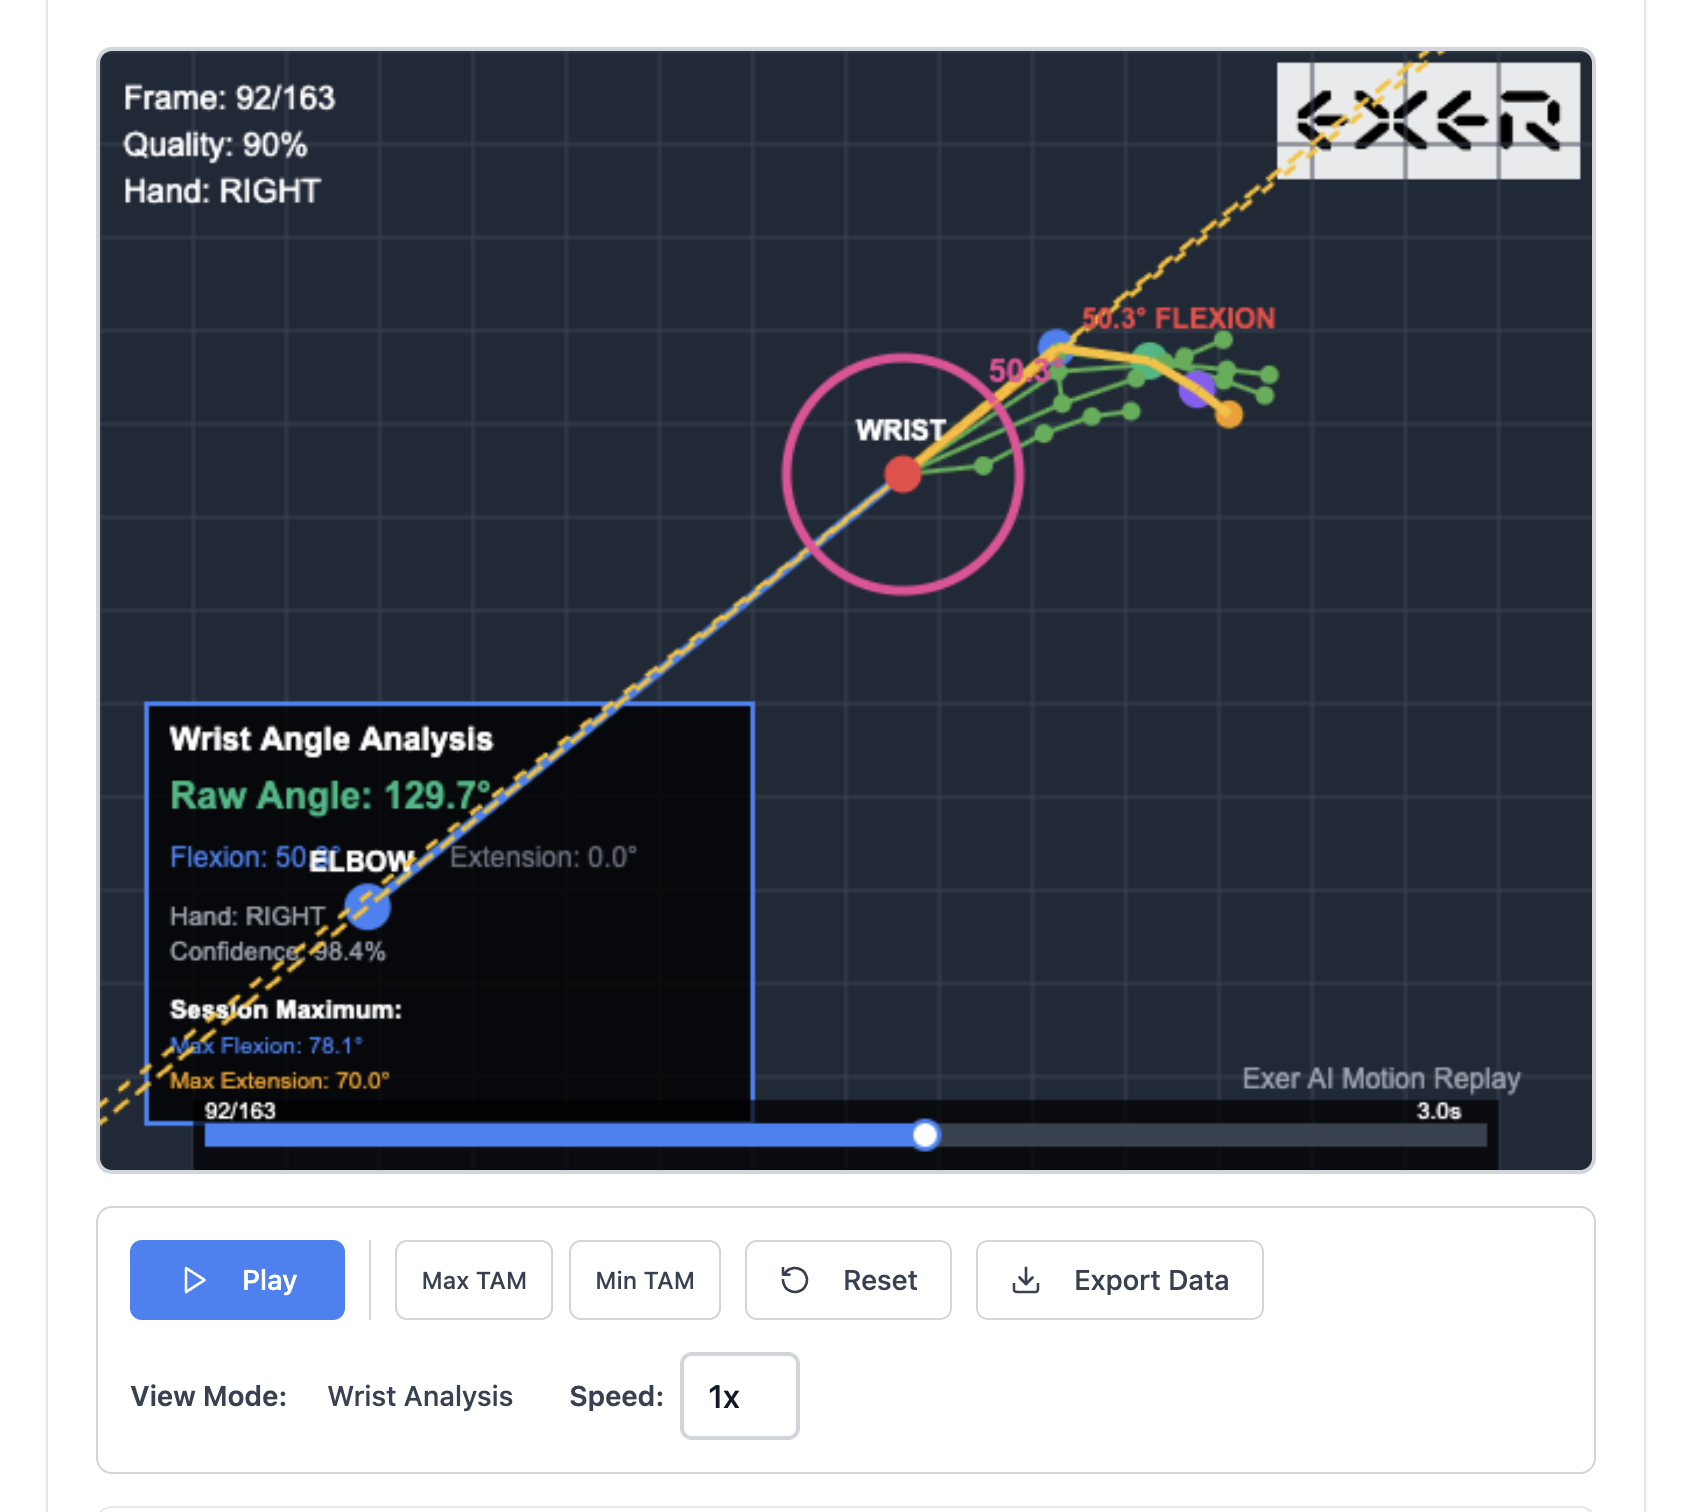 Frame: 92/163
Quality: 90%
Hand: RIGHT
EXER
50.3° FLEXION
50.3°
WRIST
Wrist Angle Analysis
Raw Angle: 129.7°
Flexion: 50.3° Extension: 0.0°
ELBOW
Hand: RIGHT
Confidence: 98.4%
Session Maximum:
Max Flexion: 78.1°
Max Extension: 70.0°
Exer AI Motion Replay
92/163 3.0s
Play Max TAM Min TAM Reset Export Data
View Mode: Wrist Analysis Speed: 1x